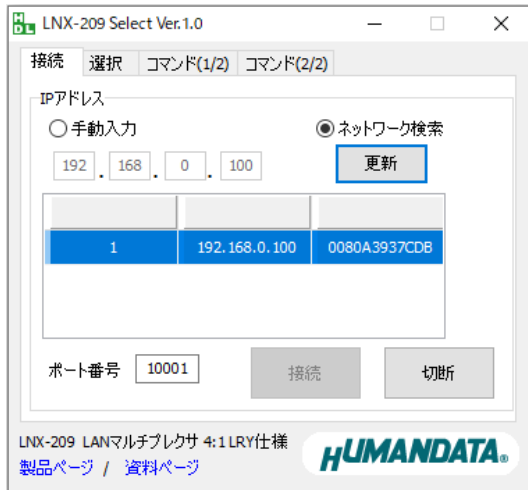 LNX-209 Select Ver.1.0
接続 選択 コマンド(1/2) コマンド(2/2)
IPアドレス
手動入力 ネットワーク検索
192 . 168 . 0 . 100 更新
1 192.168.0.100 0080A3937CDB
ポート番号 10001 接続 切断
LNX-209 LANマルチプレクサ 4:1 LRY仕様
製品ページ / 資料ページ
HUMANDATA®